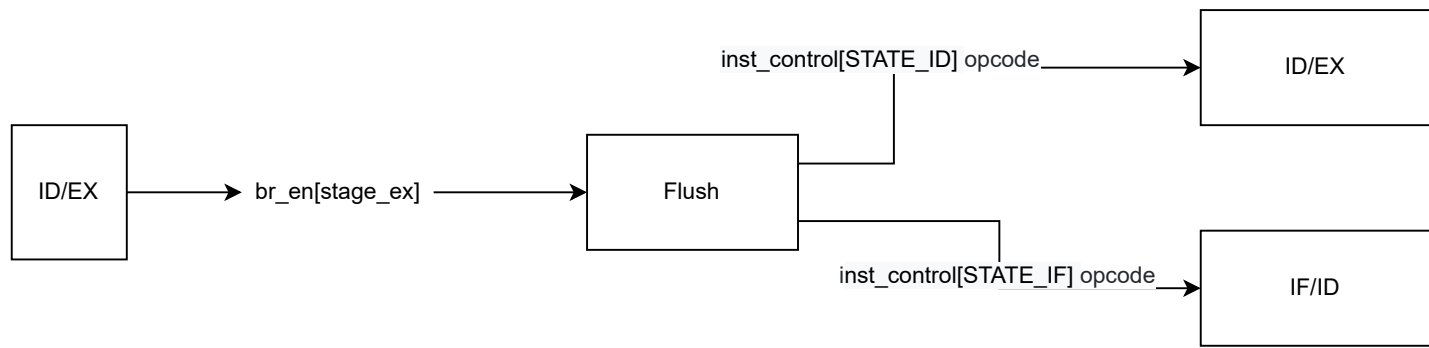 inst_control[STATE_ID] opcode
ID/EX
ID/EX
br_en[stage_ex]
Flush
inst_control[STATE_IF] opcode
IF/ID